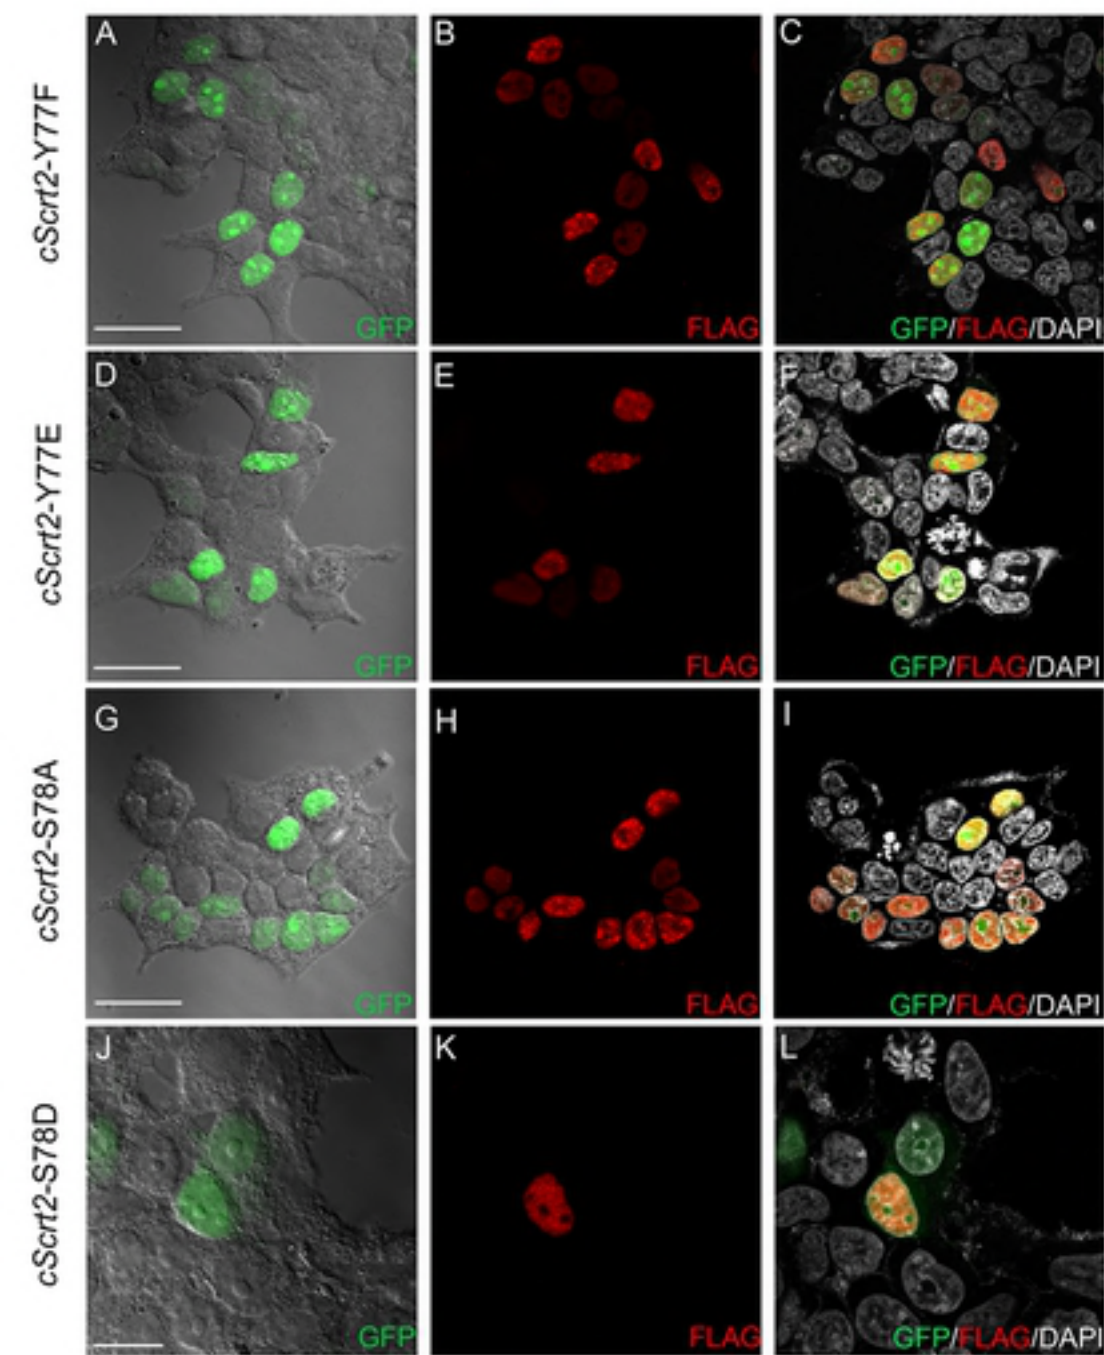 cScrt2-Y77F
A
GFP
B
FLAG
C
GFP/FLAG/DAPI
cScrt2-Y77E
D
GFP
E
FLAG
F
GFP/FLAG/DAPI
cScrt2-S78A
G
GFP
H
FLAG
I
GFP/FLAG/DAPI
cScrt2-S78D
J
GFP
K
FLAG
L
GFP/FLAG/DAPI